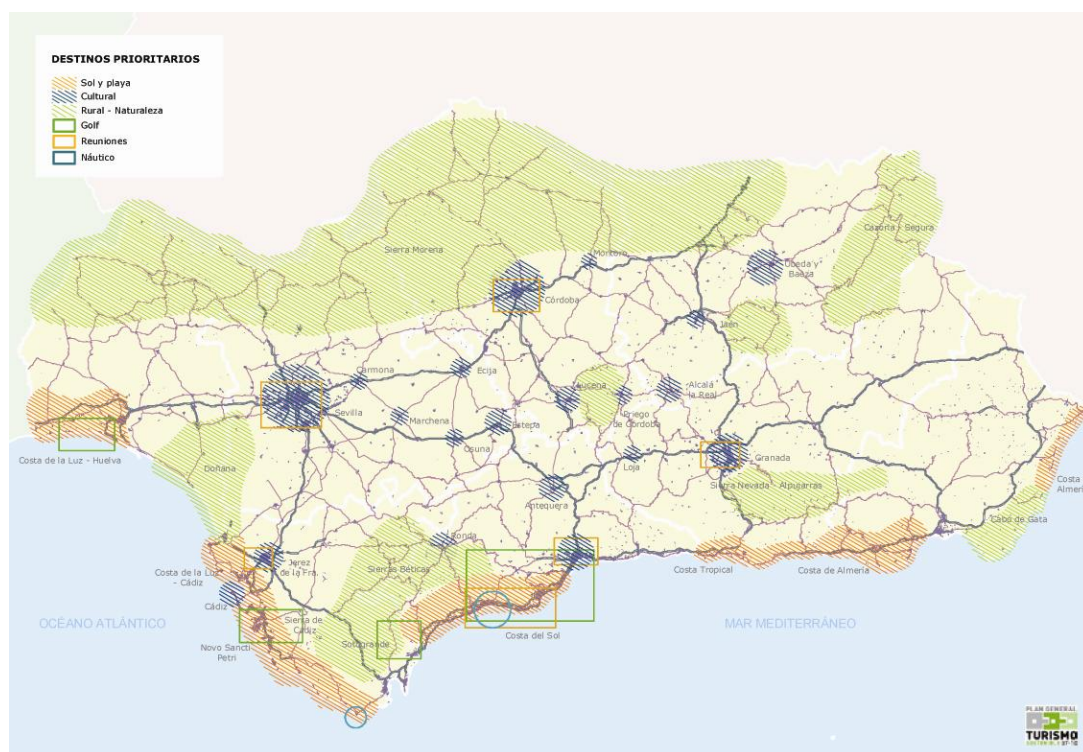 DESTINOS PRIORITARIOS
Sol y playa
Cultural
Rural - Naturaleza
Golf
Reuniones
Náutico
Sierra Morena
Montoro
Cazorla - Segura
Úbeda y
Baeza
Córdoba
Jaén
Carmona
Ecija
Lucena
Alcalá
la Real
Sevilla
Marchena
Priego
de Córdoba
Estepa
Osuna
Costa de la Luz - Huelva
Doñana
Loja
Granada
Sierra Nevada - Alpujarras
Costa
Almerí
Antequera
Cabo de Gata
Ronda
Jerez
de la Fra.
Sierras Béticas
Costa de la Luz
- Cádiz
Costa Tropical
Costa de Almería
Cádiz
Sierra de
Cádiz
OCÉANO ATLÁNTICO
Novo Sancti
Petri
Sotogrande
Costa del Sol
MAR MEDITERRÁNEO
PLAN GENERAL
TURISMO